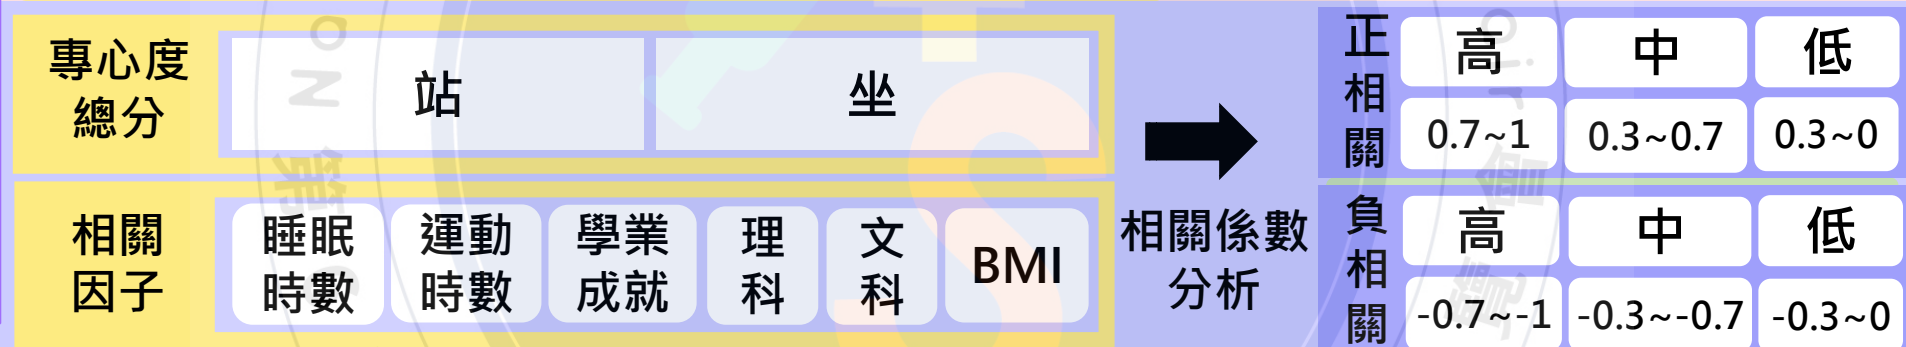 專心度
總分
站
坐
相關
因子
睡眠
時數
運動
時數
學業
成就
理
科
文
科
BMI
相關係數
分析
正
相
關
高
中
低
0.7~1
0.3~0.7
0.3~0
負
相
關
高
中
低
-0.7~-1
-0.3~-0.7
-0.3~0